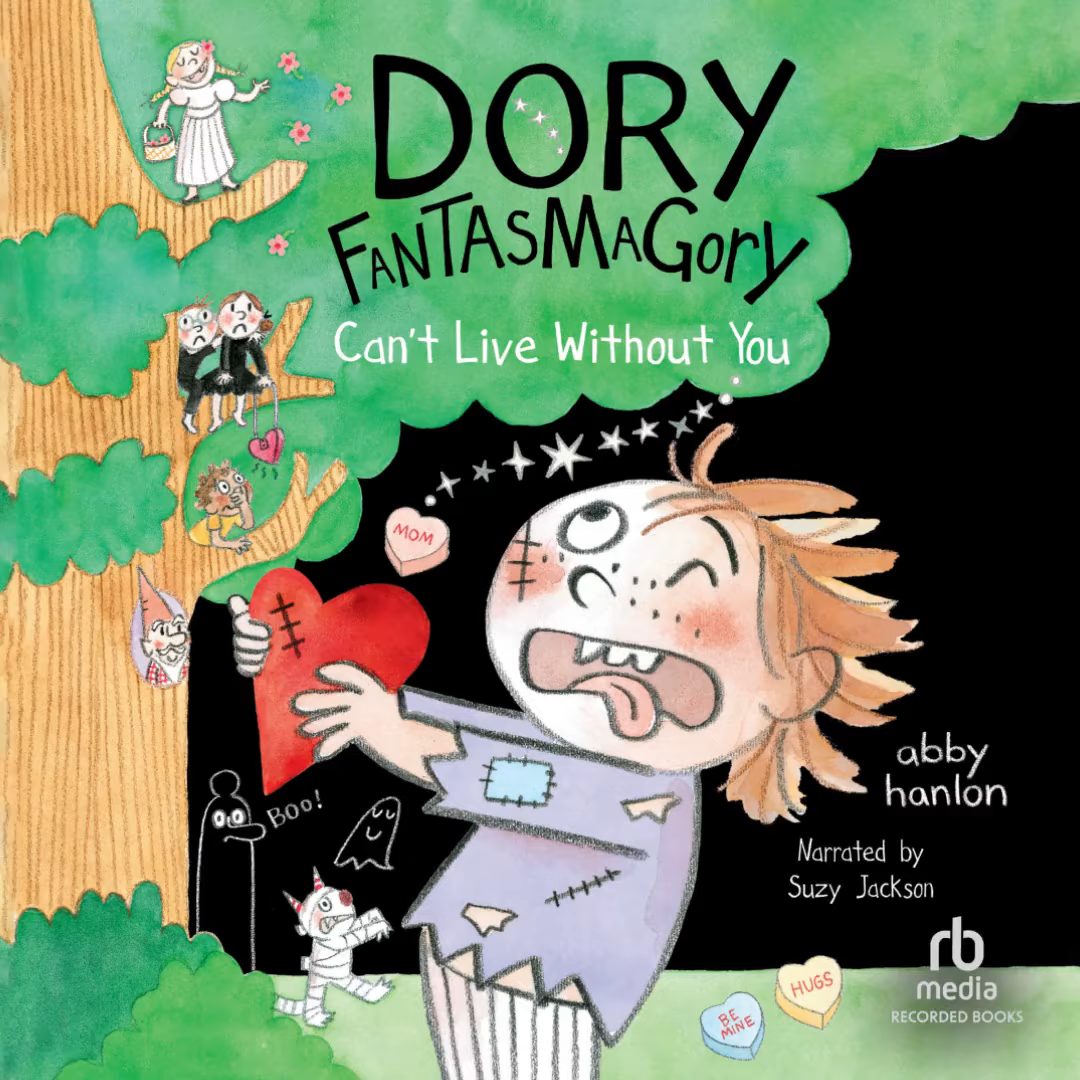 DORY
FANTASMAGORY
Can't Live Without You
MOM
BOO!
abby
hanlon
Narrated by
Suzy Jackson
HUGS
BE
MINE
rb
media
RECORDED BOOKS